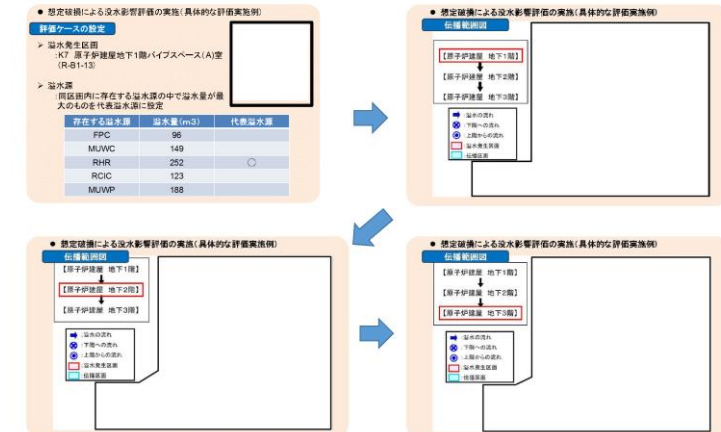 ● 想定破損による没水影響評価の実施(具体的な評価実施例)
評価ケースの設定
➢ 溢水発生区画
:K7 原子炉建屋地下1階パイプスペース(A)室
(R-B1-13)
➢ 溢水源
:同区画内に存在する溢水源の中で溢水量が最
大のものを代表溢水源に設定
存在する溢水源 溢水量(m3) 代表溢水源
FPC 96
MUWC 149
RHR 252 ○
RCIC 123
MUWP 188
● 想定破損による没水影響評価の実施(具体的な評価実施例)
伝播範囲図
【原子炉建屋 地下1階】
【原子炉建屋 地下2階】
【原子炉建屋 地下3階】
:溢水の流れ
:下階への流れ
:上階からの流れ
:溢水発生区画
:伝播区画
● 想定破損による没水影響評価の実施(具体的な評価実施例)
伝播範囲図
【原子炉建屋 地下1階】
【原子炉建屋 地下2階】
【原子炉建屋 地下3階】
:溢水の流れ
:下階への流れ
:上階からの流れ
:溢水発生区画
:伝播区画
● 想定破損による没水影響評価の実施(具体的な評価実施例)
伝播範囲図
【原子炉建屋 地下1階】
【原子炉建屋 地下2階】
【原子炉建屋 地下3階】
:溢水の流れ
:下階への流れ
:上階からの流れ
:溢水発生区画
:伝播区画